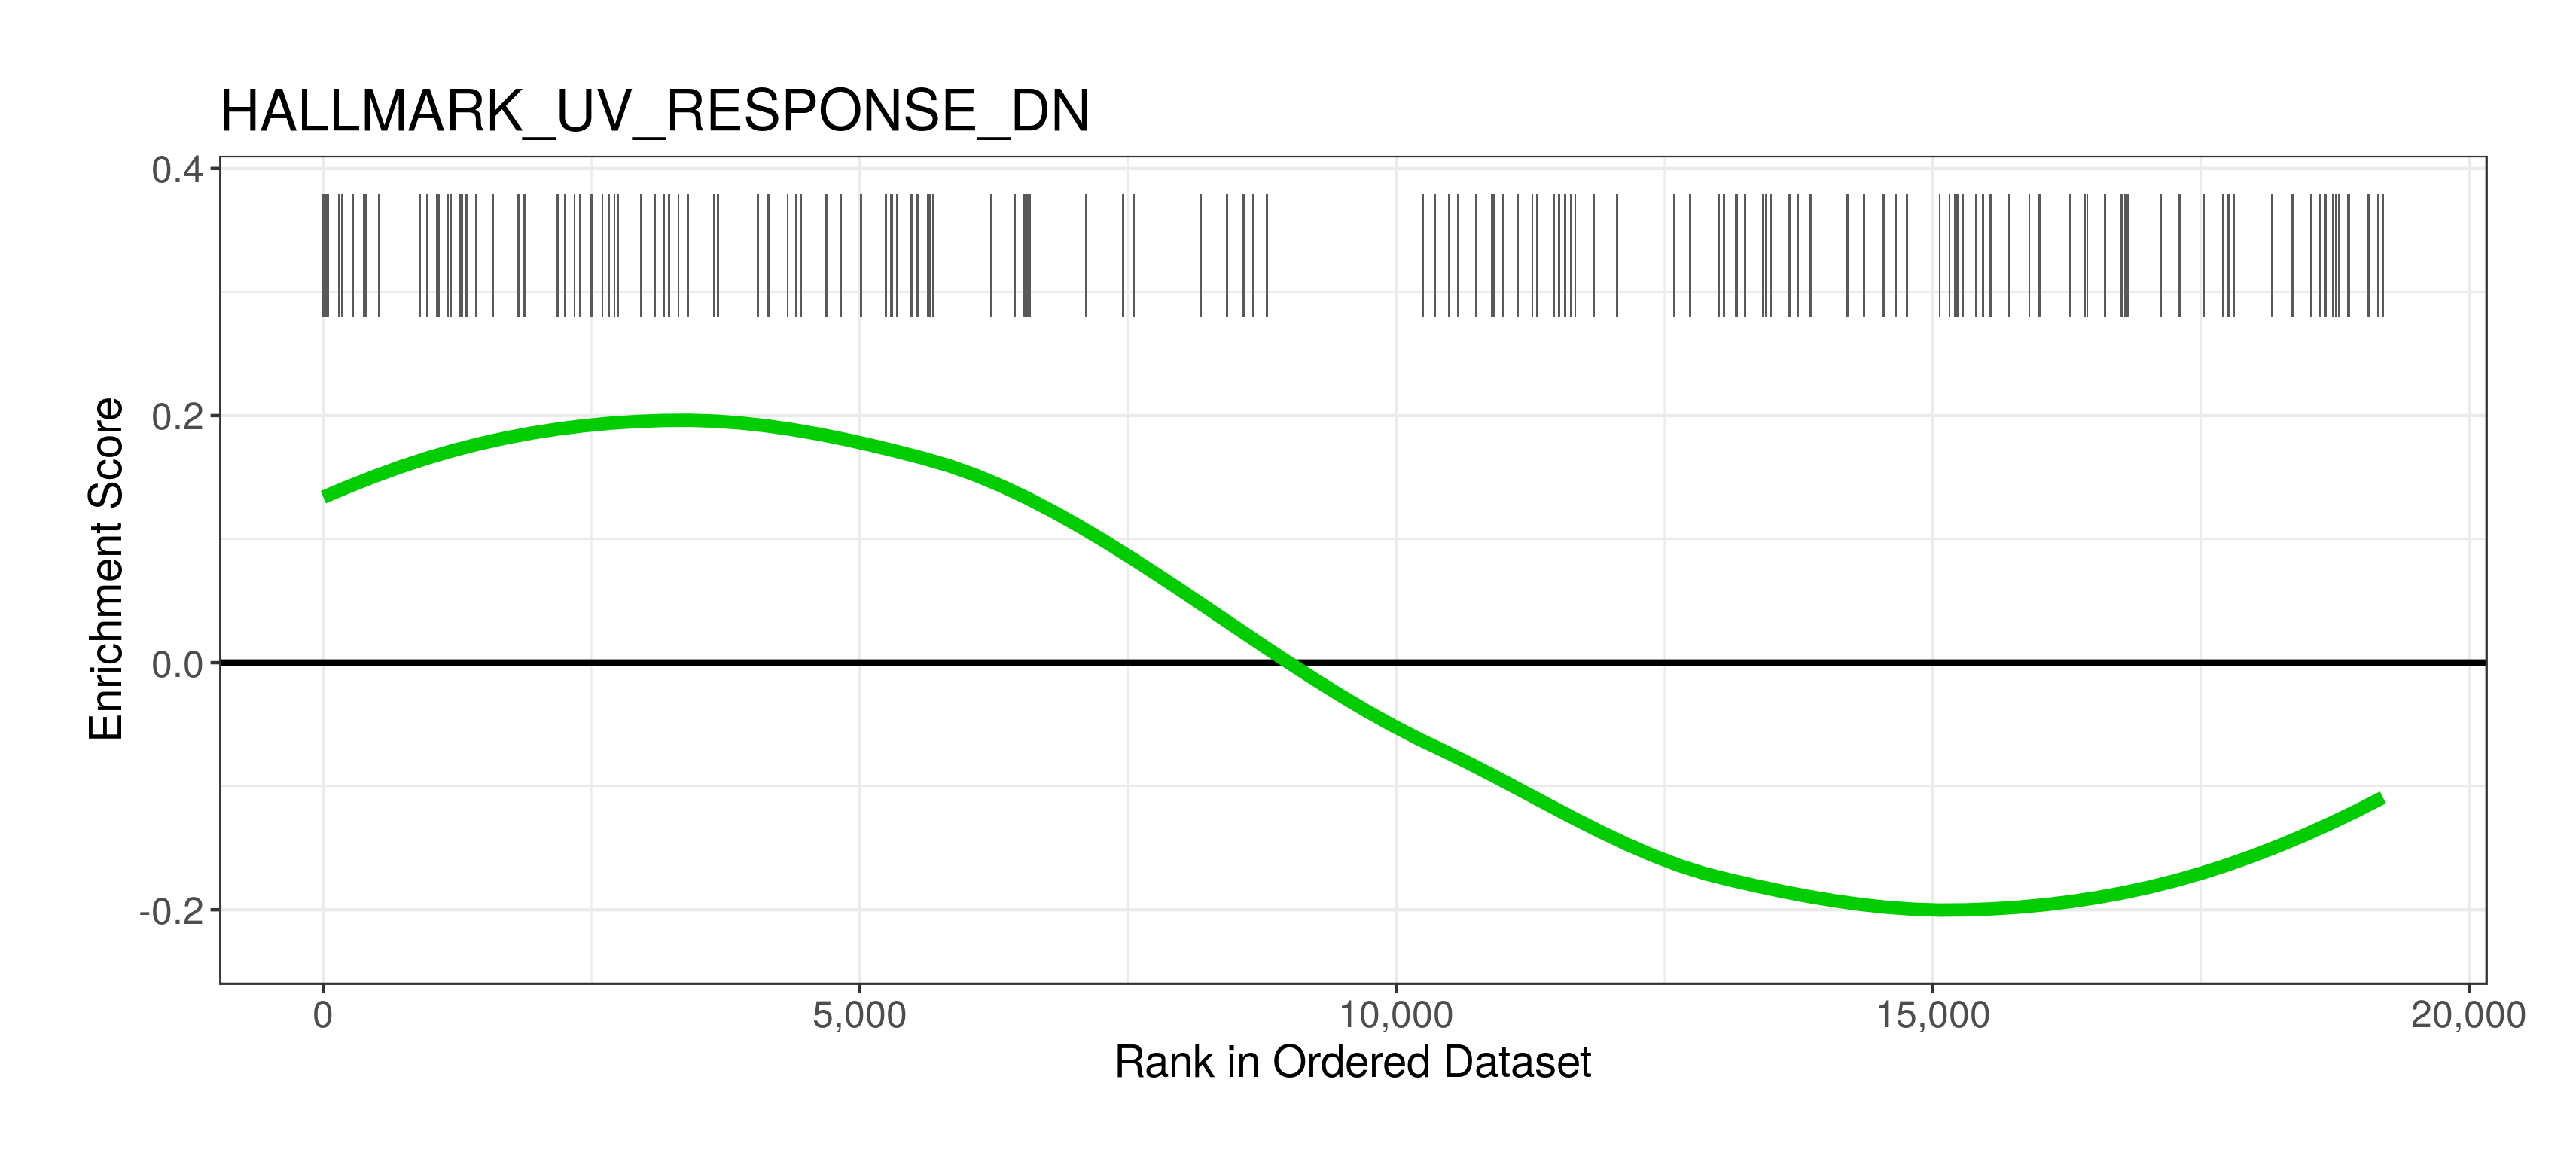 HALLMARK_UV_RESPONSE_DN
0.4
0.2
0.0
-0.2
Enrichment Score
0 5,000 10,000 15,000 20,000
Rank in Ordered Dataset